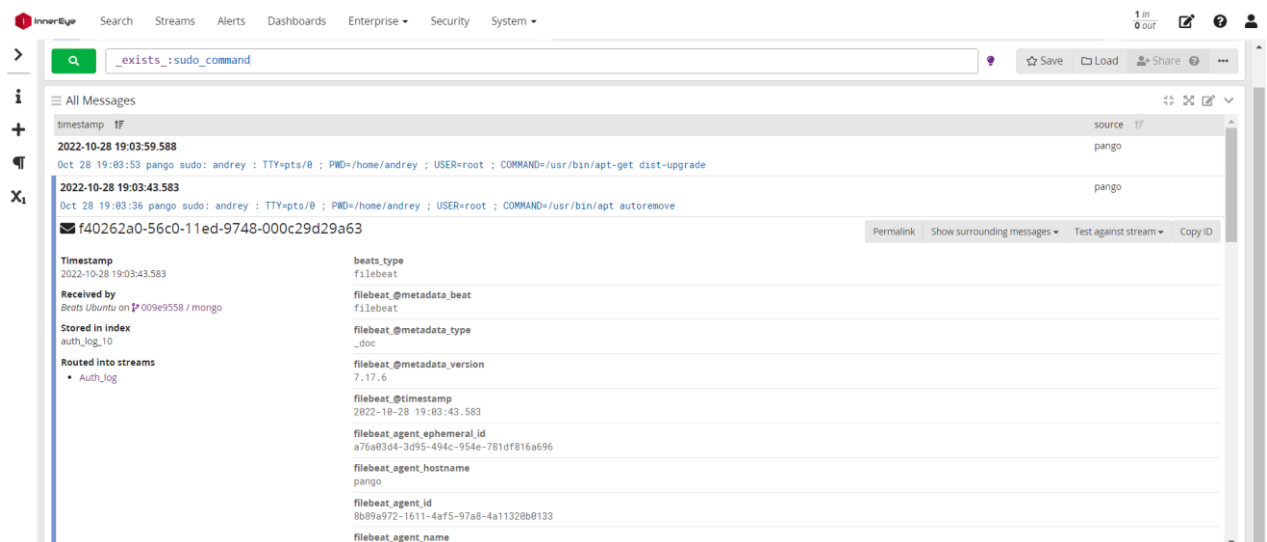 InnerEye Search Streams Alerts Dashboards Enterprise Security System 1 in
0 out
_exists_:sudo_command Save Load Share
All Messages
timestamp source
2022-10-28 19:03:59.588 pango
Oct 28 19:03:53 pango sudo: andrey : TTY=pts/0 ; PWD=/home/andrey ; USER=root ; COMMAND=/usr/bin/apt-get dist-upgrade
2022-10-28 19:03:43.583 pango
Oct 28 19:03:36 pango sudo: andrey : TTY=pts/0 ; PWD=/home/andrey ; USER=root ; COMMAND=/usr/bin/apt autoremove
f40262a0-56c0-11ed-9748-000c29d29a63 Permalink Show surrounding messages Test against stream Copy ID
Timestamp
2022-10-28 19:03:43.583
Received by
Beats Ubuntu on 009e9558 / mongo
Stored in index
auth_log_10
Routed into streams
• Auth_log
beats_type
filebeat
filebeat_@metadata_beat
filebeat
filebeat_@metadata_type
_doc
filebeat_@metadata_version
7.17.6
filebeat_@timestamp
2022-10-28 19:03:43.583
filebeat_agent_ephemeral_id
a76a03d4-3d95-494c-954e-781df816a696
filebeat_agent_hostname
pango
filebeat_agent_id
8b89a972-1611-4af5-97a8-4a11320b0133
filebeat_agent_name